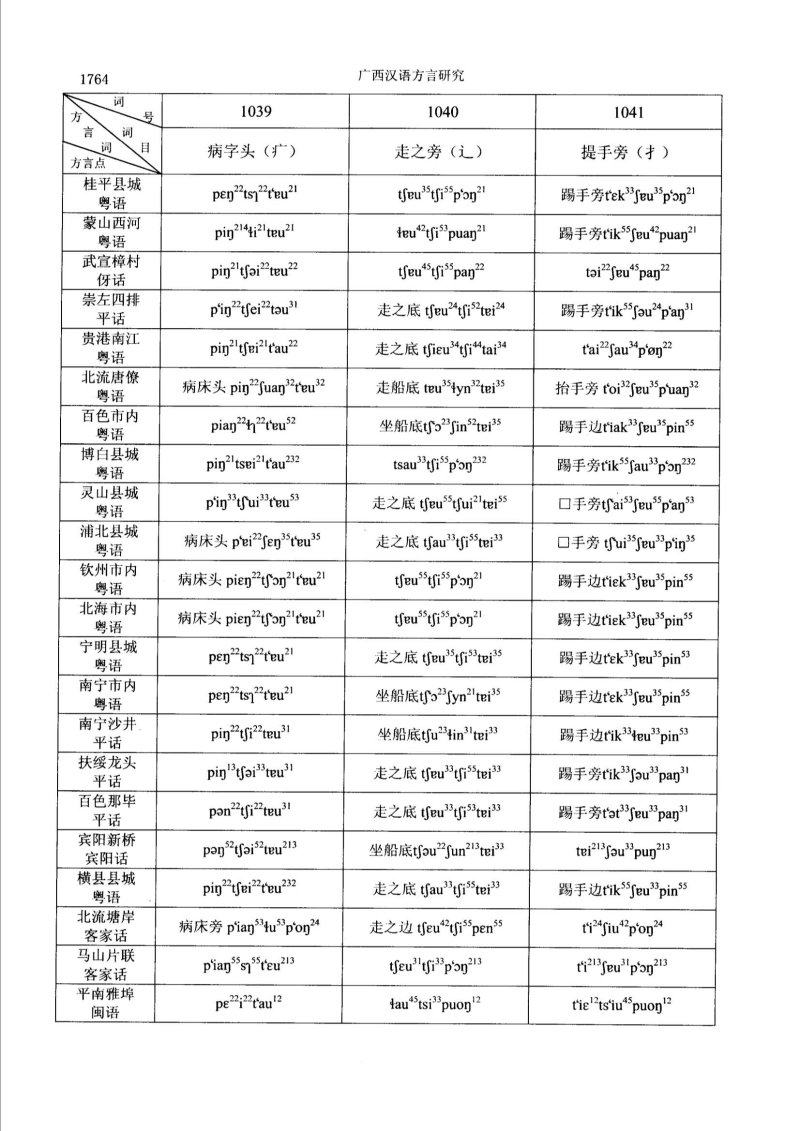 1764
广西汉语方言研究
词 号 方 言 词 词 目 方言点
1039 1040 1041
病字头（疒） 走之旁（辶） 提手旁（扌）
桂平县城 粤语 pɛŋ²²tsʅ²²tʻɐu²¹ tʃɐu³⁵tʃi⁵⁵pʻɔŋ²¹ 踢手旁tʻɛk³³ʃɐu³⁵pʻɔŋ²¹
蒙山西河 粤语 piŋ²¹⁴ɬi²¹tɐu²¹ ɬɐu⁴²tʃi⁵³puaŋ²¹ 踢手旁tʻik⁵⁵ʃɐu⁴²puaŋ²¹
武宣樟村 伢话 piŋ²¹tʃəi²²tɐu²² tʃɐu⁴⁵tʃi⁵⁵paŋ²² təi²²ʃɐu⁴⁵paŋ²²
崇左四排 平话 pʻiŋ²²tʃei²²təu³¹ 走之底 tʃɐu²⁴tʃi⁵²tɐi²⁴ 踢手旁tʻik⁵⁵ʃəu²⁴pʻaŋ³¹
贵港南江 粤语 piŋ²¹tʃɐi²¹tʻau²² 走之底 tʃiɛu³⁴tʃi⁴⁴tai³⁴ tʻai²²ʃau³⁴pʻøŋ²²
北流唐僚 粤语 病床头 piŋ²²ʃuaŋ³²tʻɐu³² 走船底 tɐu³⁵ɬyn³²tɐi³⁵ 抬手旁 tʻoi³²ʃɐu³⁵pʻuaŋ³²
百色市内 粤语 piaŋ²²ɬʅ²²tʻɐu⁵² 坐船底tʃʻɔ²³ʃin⁵²tɐi³⁵ 踢手边tʻiak³³ʃɐu³⁵pin⁵⁵
博白县城 粤语 piŋ²¹tsɐi²¹tʻau²³² tsau³³tʃi⁵⁵pʻɔŋ²³² 踢手旁tʻik⁵⁵ʃau³³pʻɔŋ²³²
灵山县城 粤语 pʻiŋ³³tʃʻui³³tʻɐu⁵³ 走之底 tʃɐu⁵⁵tʃui²¹tɐi⁵⁵ □手旁tʃʻai⁵³ʃɐu⁵⁵pʻaŋ⁵³
浦北县城 粤语 病床头 pʻɐi²²ʃɛŋ³⁵tʻɐu³⁵ 走之底 tʃau³³tʃi⁵⁵tɐi³³ □手旁 tʃʻui³⁵ʃɐu³³pʻiŋ³⁵
钦州市内 粤语 病床头 piɛŋ²²tʃʻɔŋ²¹tʻɐu²¹ tʃɐu⁵⁵tʃi⁵⁵pʻɔŋ²¹ 踢手边tʻiɛk³³ʃɐu³⁵pin⁵⁵
北海市内 粤语 病床头 piɛŋ²²tʃʻɔŋ²¹tʻɐu²¹ tʃɐu⁵⁵tʃi⁵⁵pʻɔŋ²¹ 踢手边tʻiɛk³³ʃɐu³⁵pin⁵⁵
宁明县城 粤语 pɛŋ²²tsʅ²²tʻɐu²¹ 走之底 tʃɐu³⁵tʃi⁵³tɐi³⁵ 踢手边tʻɛk³³ʃɐu³⁵pin⁵³
南宁市内 粤语 pɛŋ²²tsʅ²²tʻɐu²¹ 坐船底tʃʻɔ²³ʃyn²¹tɐi³⁵ 踢手边tʻɛk³³ʃɐu³⁵pin⁵⁵
南宁沙井 平话 piŋ²²tʃi²²tɐu³¹ 坐船底tʃu²³ɬin³¹tɐi³³ 踢手边tʻik³³ɬɐu³³pin⁵³
扶绥龙头 平话 piŋ¹³tʃəi³³tɐu³¹ 走之底 tʃɐu³³tʃi⁵⁵tɐi³³ 踢手旁tʻik³³ʃəu³³paŋ³¹
百色那毕 平话 pən²²tʃi²²tɐu³¹ 走之底 tʃɐu³³tʃi⁵³tɐi³³ 踢手旁tʻət³³ʃɐu³³paŋ³¹
宾阳新桥 宾阳话 pəŋ⁵²tʃəi⁵²tɐu²¹³ 坐船底tʃəu²²ʃun²¹³tɐi³³ tɐi²¹³ʃəu³³puŋ²¹³
横县县城 粤语 piŋ²²tʃɐi²²tʻɐu²³² 走之底 tʃau³³tʃi⁵⁵tɐi³³ 踢手边tʻik⁵⁵ʃɐu³³pin⁵⁵
北流塘岸 客家话 病床旁 pʻiaŋ⁵³ɬu⁵³pʻoŋ²⁴ 走之边 tʃɛu⁴²tʃi⁵⁵pɛn⁵⁵ tʻi²⁴ʃiu⁴²pʻoŋ²⁴
马山片联 客家话 pʻiaŋ⁵⁵sʅ⁵⁵tʻɛu²¹³ tʃɛu³¹tʃi³³pʻɔŋ²¹³ tʻi²¹³ʃɐu³¹pʻɔŋ²¹³
平南雅埠 闽语 pɛ²²i²²tʻau¹² ɬau⁴⁵tsi³³puoŋ¹² tʻiɛ¹²tsʻiu⁴⁵puoŋ¹²